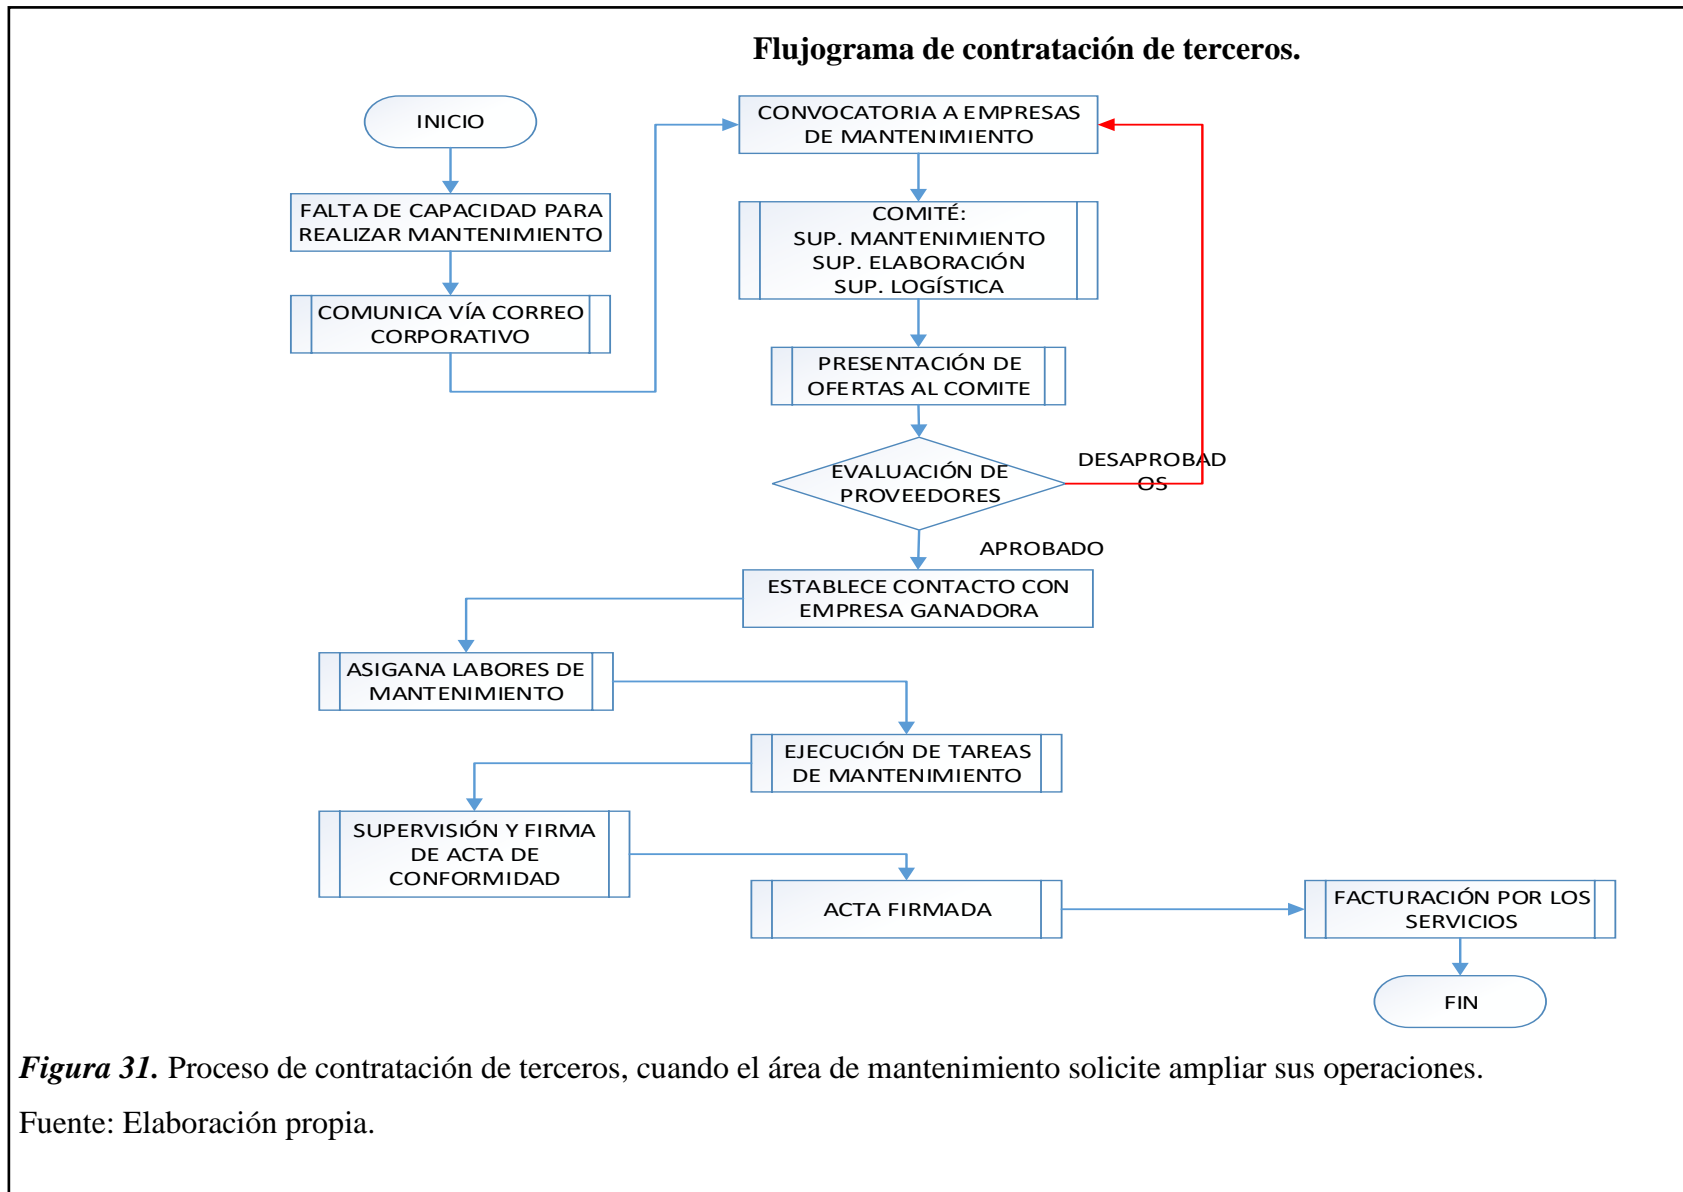 Flujograma de contratación de terceros.
INICIO
FALTA DE CAPACIDAD PARA
REALIZAR MANTENIMIENTO
COMUNICA VÍA CORREO
CORPORATIVO
CONVOCATORIA A EMPRESAS
DE MANTENIMIENTO
COMITÉ:
SUP. MANTENIMIENTO
SUP. ELABORACIÓN
SUP. LOGÍSTICA
PRESENTACIÓN DE
OFERTAS AL COMITE
EVALUACIÓN DE
PROVEEDORES
DESAPROBAD
OS
APROBADO
ESTABLECE CONTACTO CON
EMPRESA GANADORA
ASIGANA LABORES DE
MANTENIMIENTO
EJECUCIÓN DE TAREAS
DE MANTENIMIENTO
SUPERVISIÓN Y FIRMA
DE ACTA DE
CONFORMIDAD
ACTA FIRMADA
FACTURACIÓN POR LOS
SERVICIOS
FIN
Figura 31. Proceso de contratación de terceros, cuando el área de mantenimiento solicite ampliar sus operaciones.
Fuente: Elaboración propia.